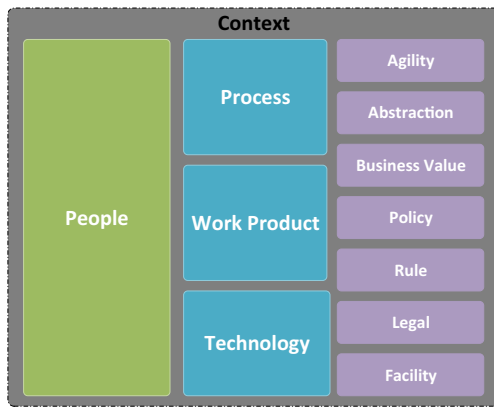 Context
People
Process
Work Product
Technology
Agility
Abstraction
Business Value
Policy
Rule
Legal
Facility